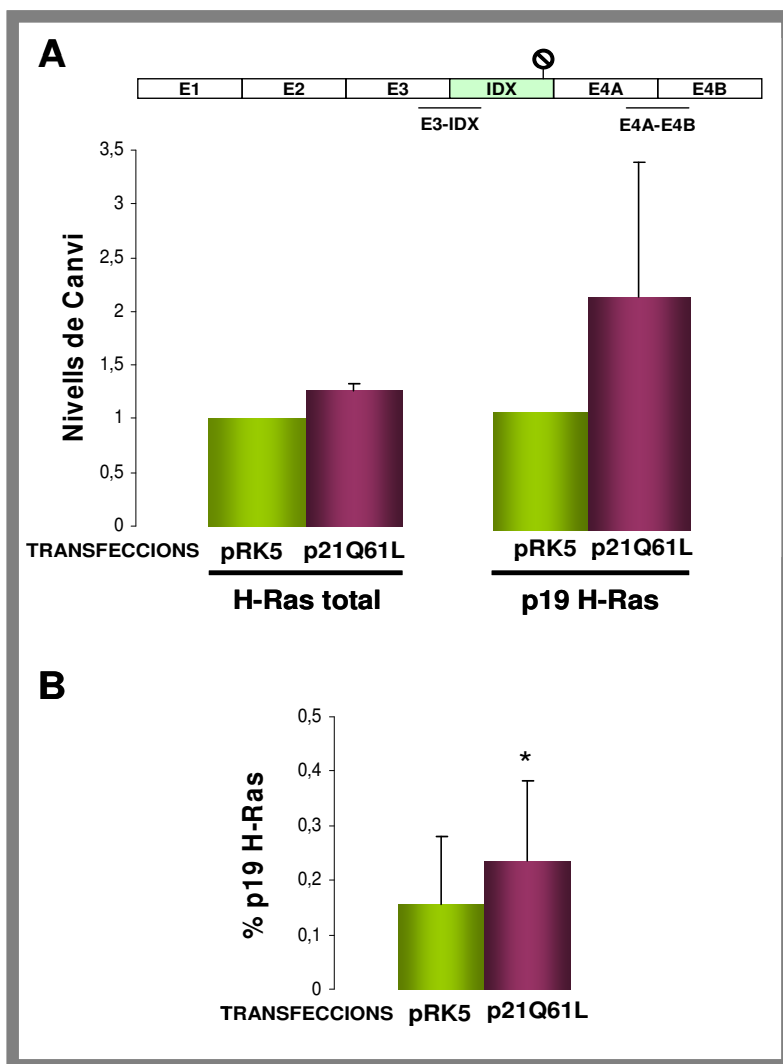 A
E1 E2 E3 IDX E4A E4B
E3-IDX E4A-E4B
Nivells de Canvi
3,5
3
2,5
2
1,5
1
0,5
0
TRANSFECCIONS pRK5 p21Q61L pRK5 p21Q61L
H-Ras total p19 H-Ras
B
% p19 H-Ras
0,5
0,4
0,3
0,2
0,1
0
*
TRANSFECCIONS pRK5 p21Q61L